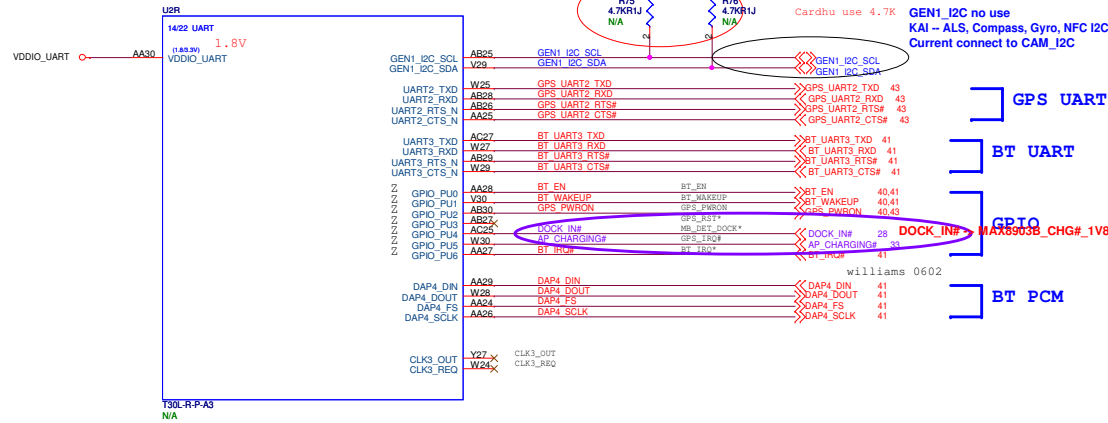 U2R
R75
4.7KR1J
N/A
R76
4.7KR1J
N/A
2
2
Cardhu use 4.7K
GEN1_I2C no use
KAI -- ALS, Compass, Gyro, NFC I2C
Current connect to CAM_I2C
14/22 UART
(1.8/3.3V)
1.8V
VDDIO_UART
AA30
VDDIO_UART
GEN1_I2C_SCL AB25 GEN1_I2C_SCL GEN1_I2C_SCL
GEN1_I2C_SDA V29 GEN1_I2C_SDA GEN1_I2C_SDA
UART2_TXD W25 GPS_UART2_TXD GPS_UART2_TXD 43
UART2_RXD AB28 GPS_UART2_RXD GPS_UART2_RXD 43
UART2_RTS_N AB26 GPS_UART2_RTS# GPS_UART2_RTS# 43
UART2_CTS_N AA25 GPS_UART2_CTS# GPS_UART2_CTS# 43
GPS UART
UART3_TXD AC27 BT_UART3_TXD BT_UART3_TXD 41
UART3_RXD W27 BT_UART3_RXD BT_UART3_RXD 41
UART3_RTS_N AB29 BT_UART3_RTS# BT_UART3_RTS# 41
UART3_CTS_N W29 BT_UART3_CTS# BT_UART3_CTS# 41
BT UART
Z GPIO_PU0 AA28 BT_EN BT_EN BT_EN 40,41
Z GPIO_PU1 V30 BT_WAKEUP BT_WAKEUP BT_WAKEUP 40,41
Z GPIO_PU2 AB30 GPS_PWRON GPS_PWRON GPS_PWRON 40,43
Z GPIO_PU3 AB27 GPS_RST*
Z GPIO_PU4 AC25 DOCK_IN# MB_DET_DOCK* DOCK_IN# 28
Z GPIO_PU5 W30 AP_CHARGING# GPS_IRQ# AP_CHARGING# 33
Z GPIO_PU6 AA27 BT_IRQ# BT_IRQ* BT_IRQ# 41
GPIO
DOCK_IN# -> MAX8903B_CHG#_1V8
williams 0602
DAP4_DIN AA29 DAP4_DIN DAP4_DIN 41
DAP4_DOUT W28 DAP4_DOUT DAP4_DOUT 41
DAP4_FS AA24 DAP4_FS DAP4_FS 41
DAP4_SCLK AA26 DAP4_SCLK DAP4_SCLK 41
BT PCM
CLK3_OUT Y27 CLK3_OUT
CLK3_REQ W24 CLK3_REQ
T30L-R-P-A3
N/A